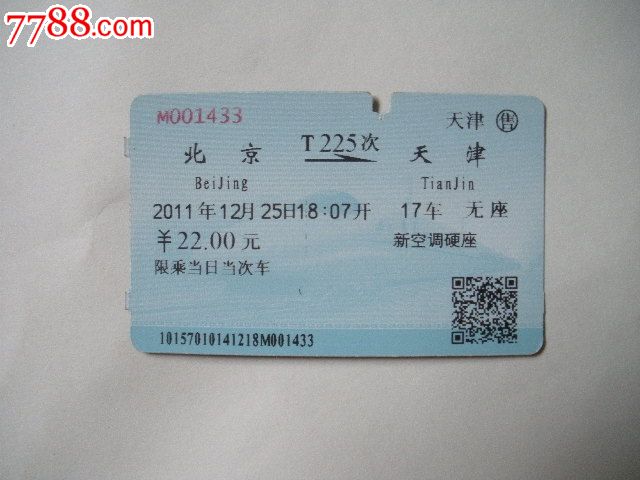 7788.com
M001433 天津 售
北京 T225次 天津
BeiJing TianJin
2011年12月25日18:07开 17车 无座
￥22.00元 新空调硬座
限乘当日当次车
10157010141218M001433